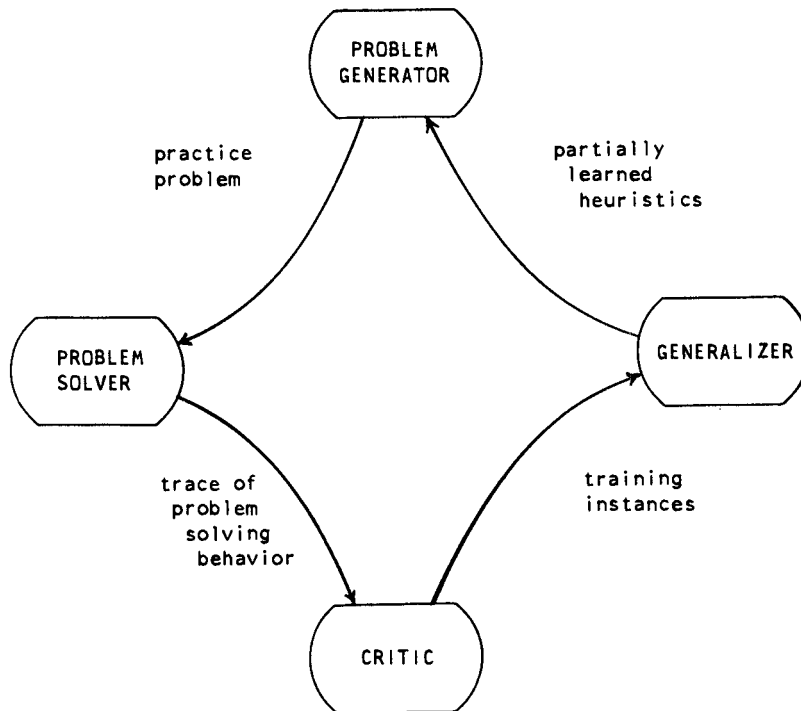 PROBLEM
GENERATOR
practice
problem
partially
learned
heuristics
PROBLEM
SOLVER
GENERALIZER
trace of
problem
solving
behavior
training
instances
CRITIC